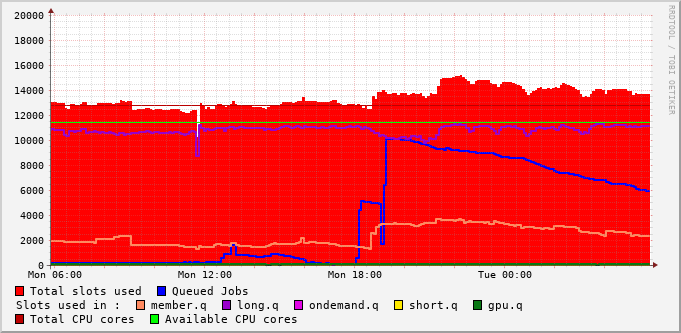 20000
18000
16000
14000
12000
10000
8000
6000
4000
2000
0
Mon 06:00 Mon 12:00 Mon 18:00 Tue 00:00
Total slots used Queued Jobs
Slots used in : member.q long.q ondemand.q short.q gpu.q
Total CPU cores Available CPU cores
RRDTOOL / TOBI OETIKER